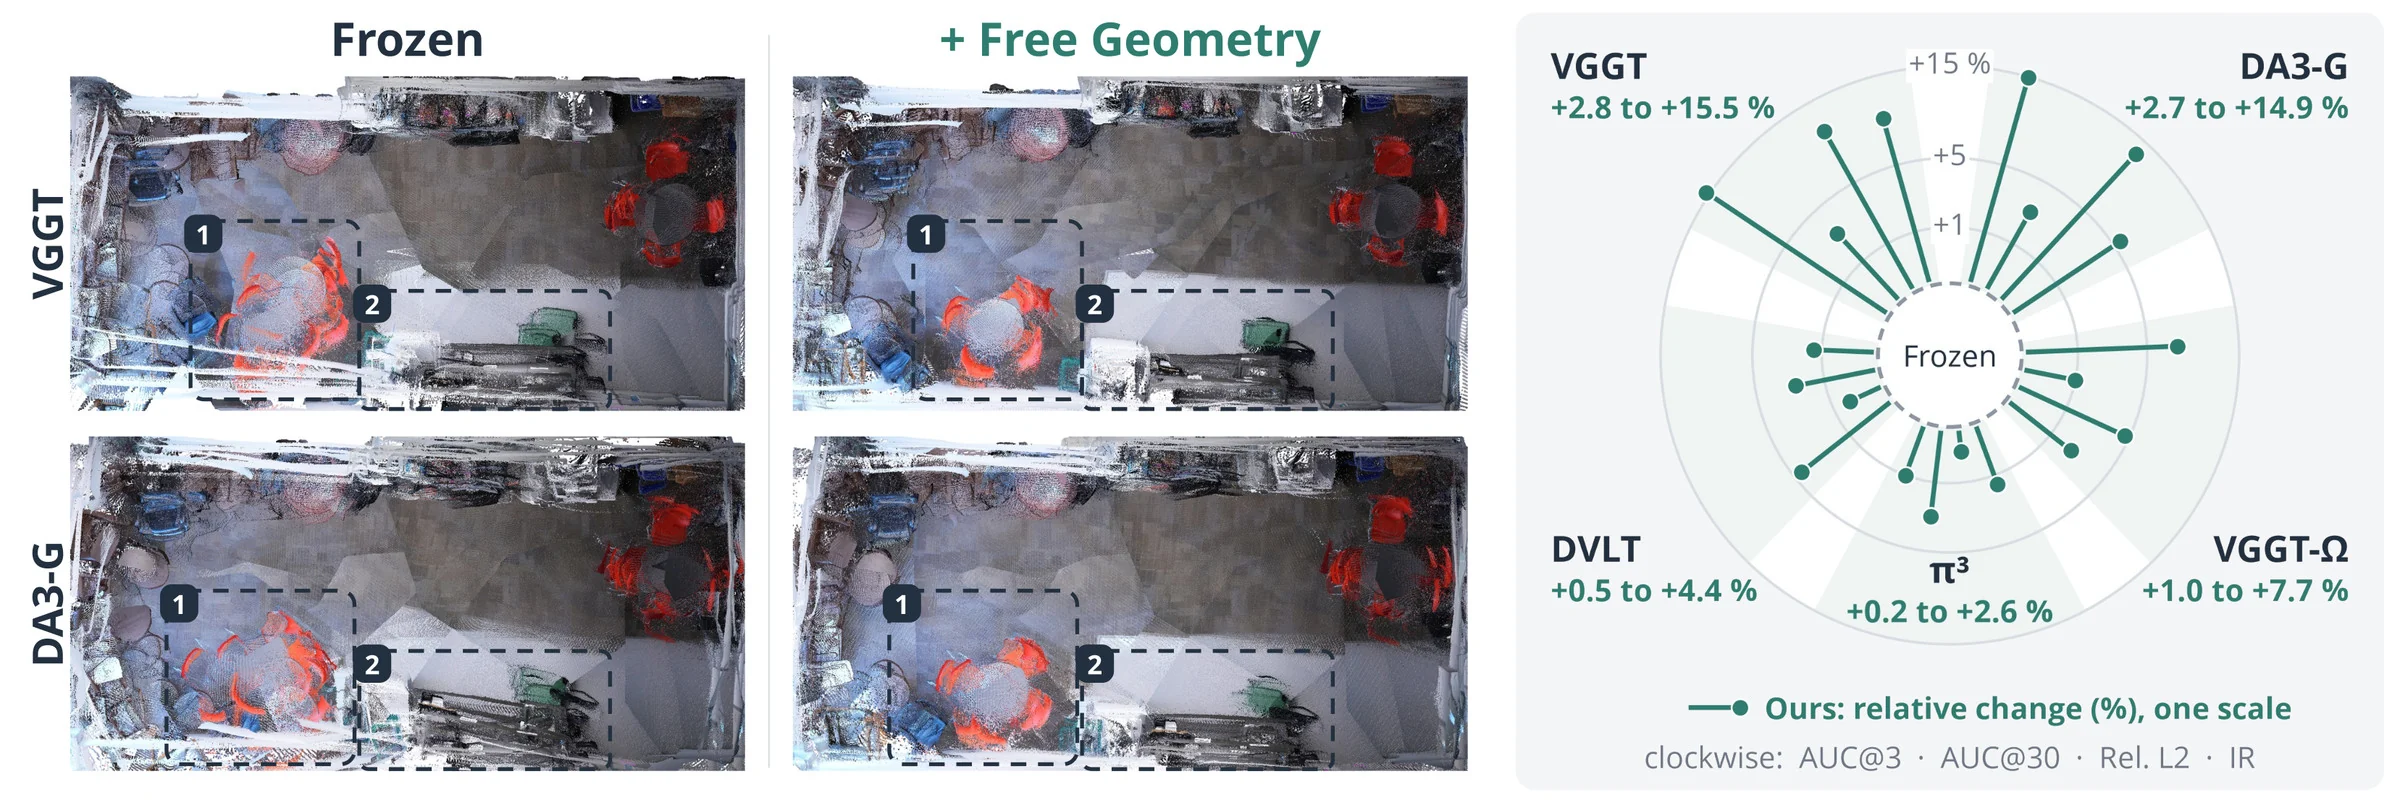 Frozen
+ Free Geometry
VGGT
1
2
1
2
DA3-G
1
2
1
2
VGGT
+2.8 to +15.5 %
DA3-G
+2.7 to +14.9 %
+15 %
+5
+1
Frozen
DVLT
+0.5 to +4.4 %
π³
+0.2 to +2.6 %
VGGT-Ω
+1.0 to +7.7 %
Ours: relative change (%), one scale
clockwise: AUC@3 · AUC@30 · Rel. L2 · IR